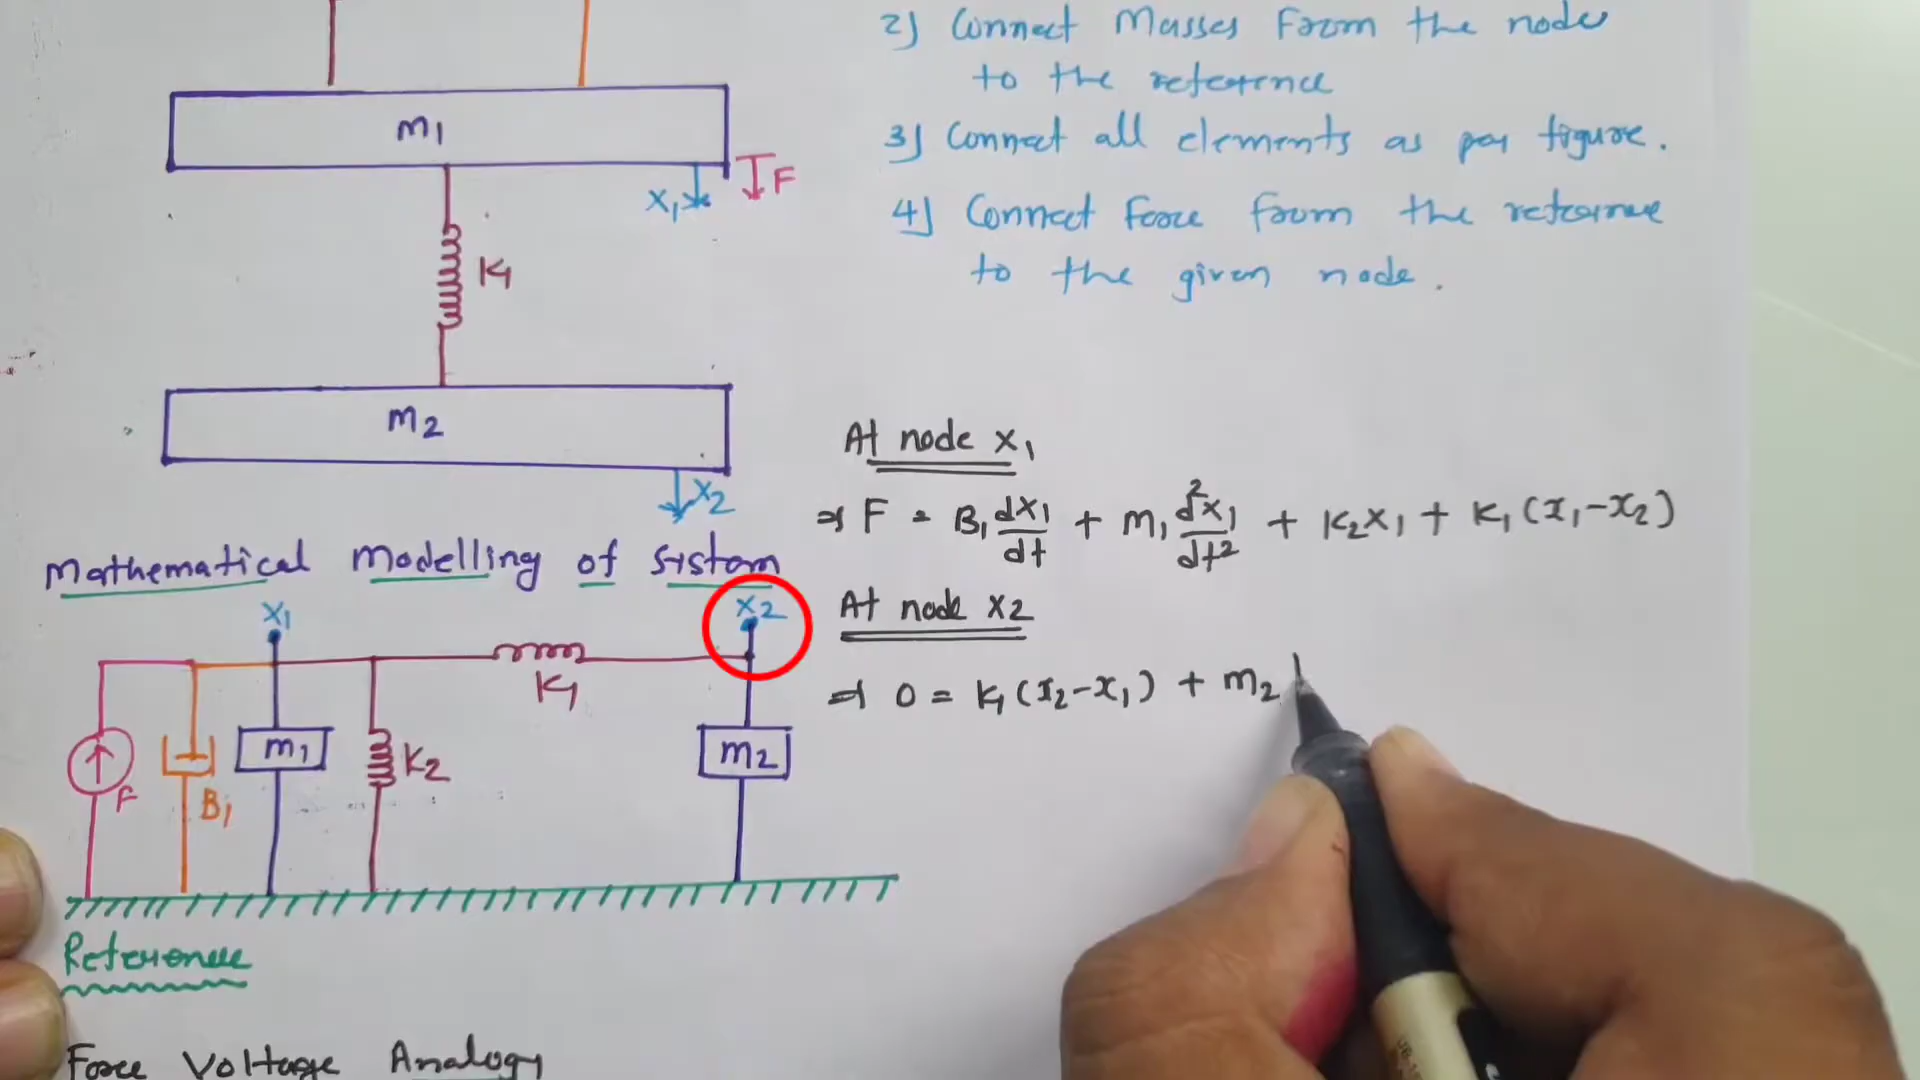 2) Connect Masses From the node
to the reference
3) Connect all elements as per figure.
4) Connect Force from the reference
to the given node.
m1
x1
F
K1
m2
x2
Mathematical Modelling of System
x1
x2
K1
F
B1
m1
K2
m2
Reference
Force Voltage Analogy
At node x1
⇒ F = B1 dx1/dt + m1 d²x1/dt² + K2x1 + K1(x1-x2)
At node x2
⇒ 0 = K1(x2-x1) + m2